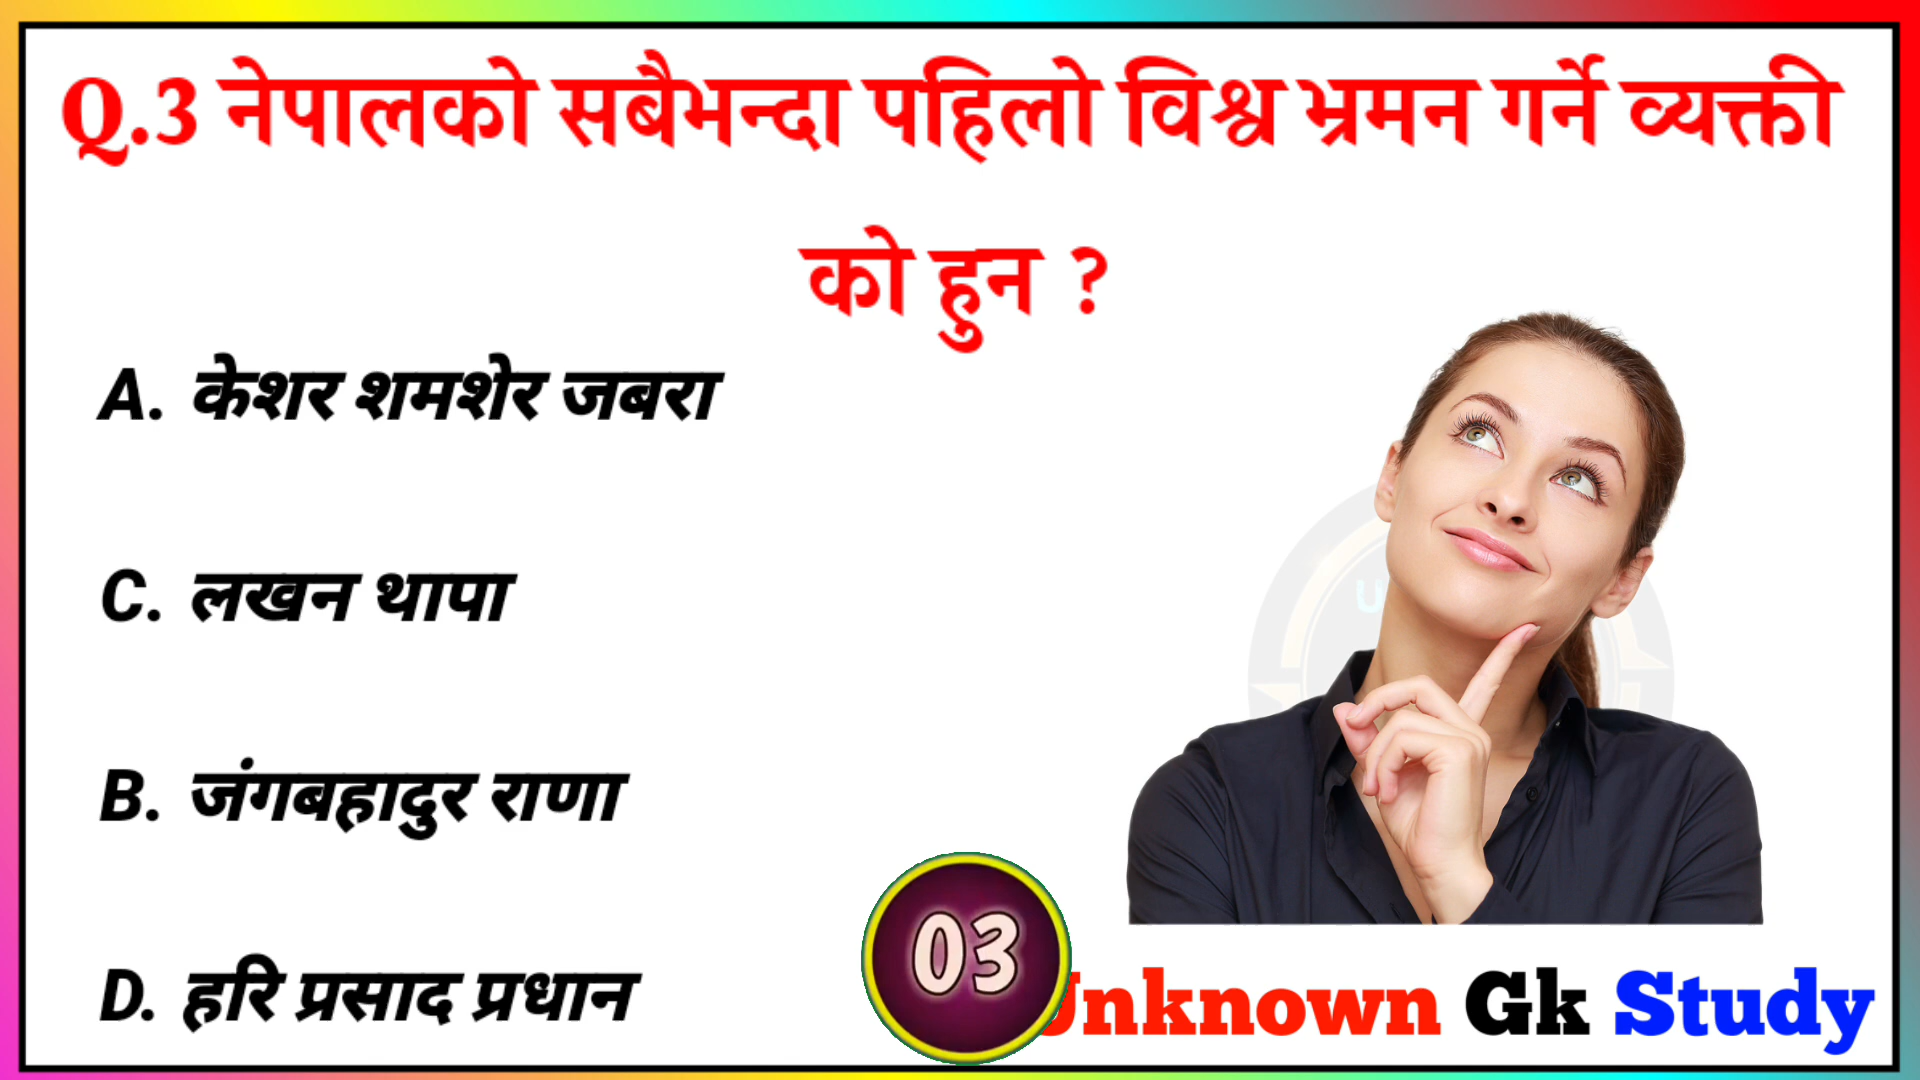 Q.3 नेपालको सबैभन्दा पहिलो विश्व भ्रमन गर्ने व्यक्ती
को हुन ?
A. केशर शमशेर जबरा
C. लखन थापा
B. जंगबहादुर राणा
D. हरि प्रसाद प्रधान
03
Unknown Gk Study